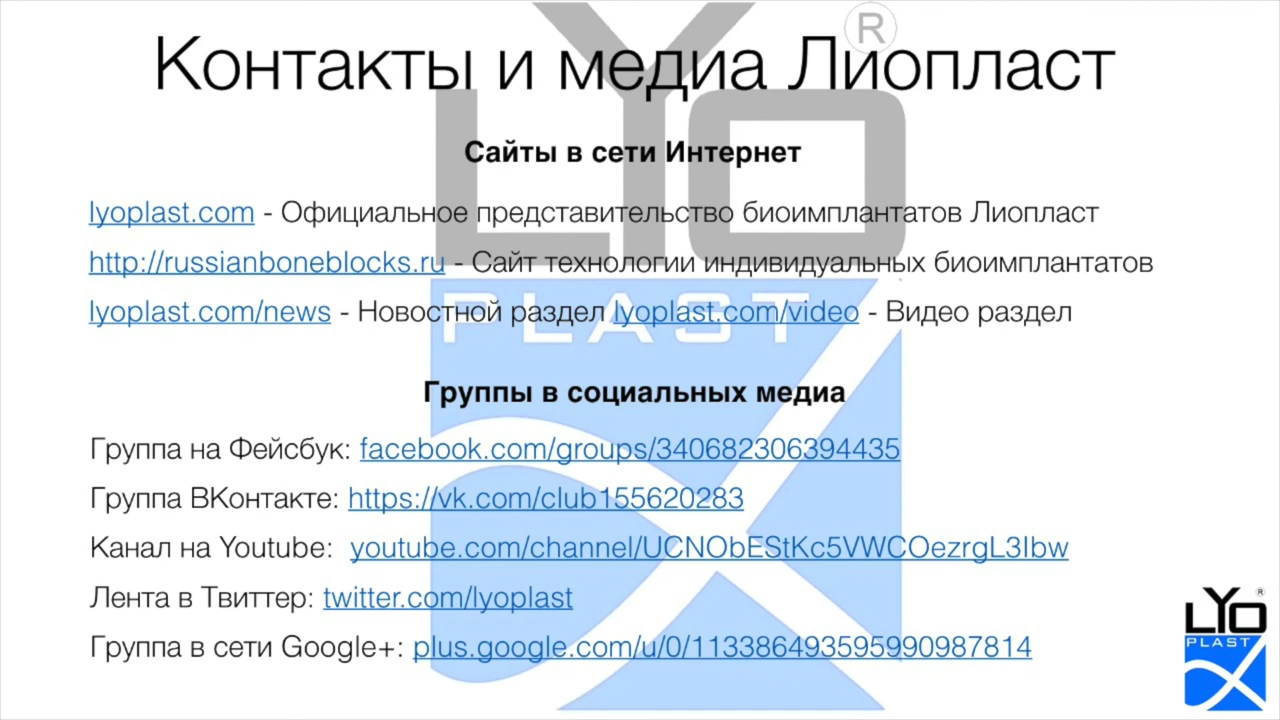 Контакты и медиа Лиопласт
Сайты в сети Интернет
lyoplast.com - Официальное представительство биоимплантатов Лиопласт
http://russianboneblocks.ru - Сайт технологии индивидуальных биоимплантатов
lyoplast.com/news - Новостной раздел lyoplast.com/video - Видео раздел
Группы в социальных медиа
Группа на Фейсбук: facebook.com/groups/340682306394435
Группа ВКонтакте: https://vk.com/club155620283
Канал на Youtube: youtube.com/channel/UCNObEStKc5VWCOezrgL3Ibw
Лента в Твиттер: twitter.com/lyoplast
Группа в сети Google+: plus.google.com/u/0/113386493595990987814
LYO ®
PLAST
LYO ®
PLAST